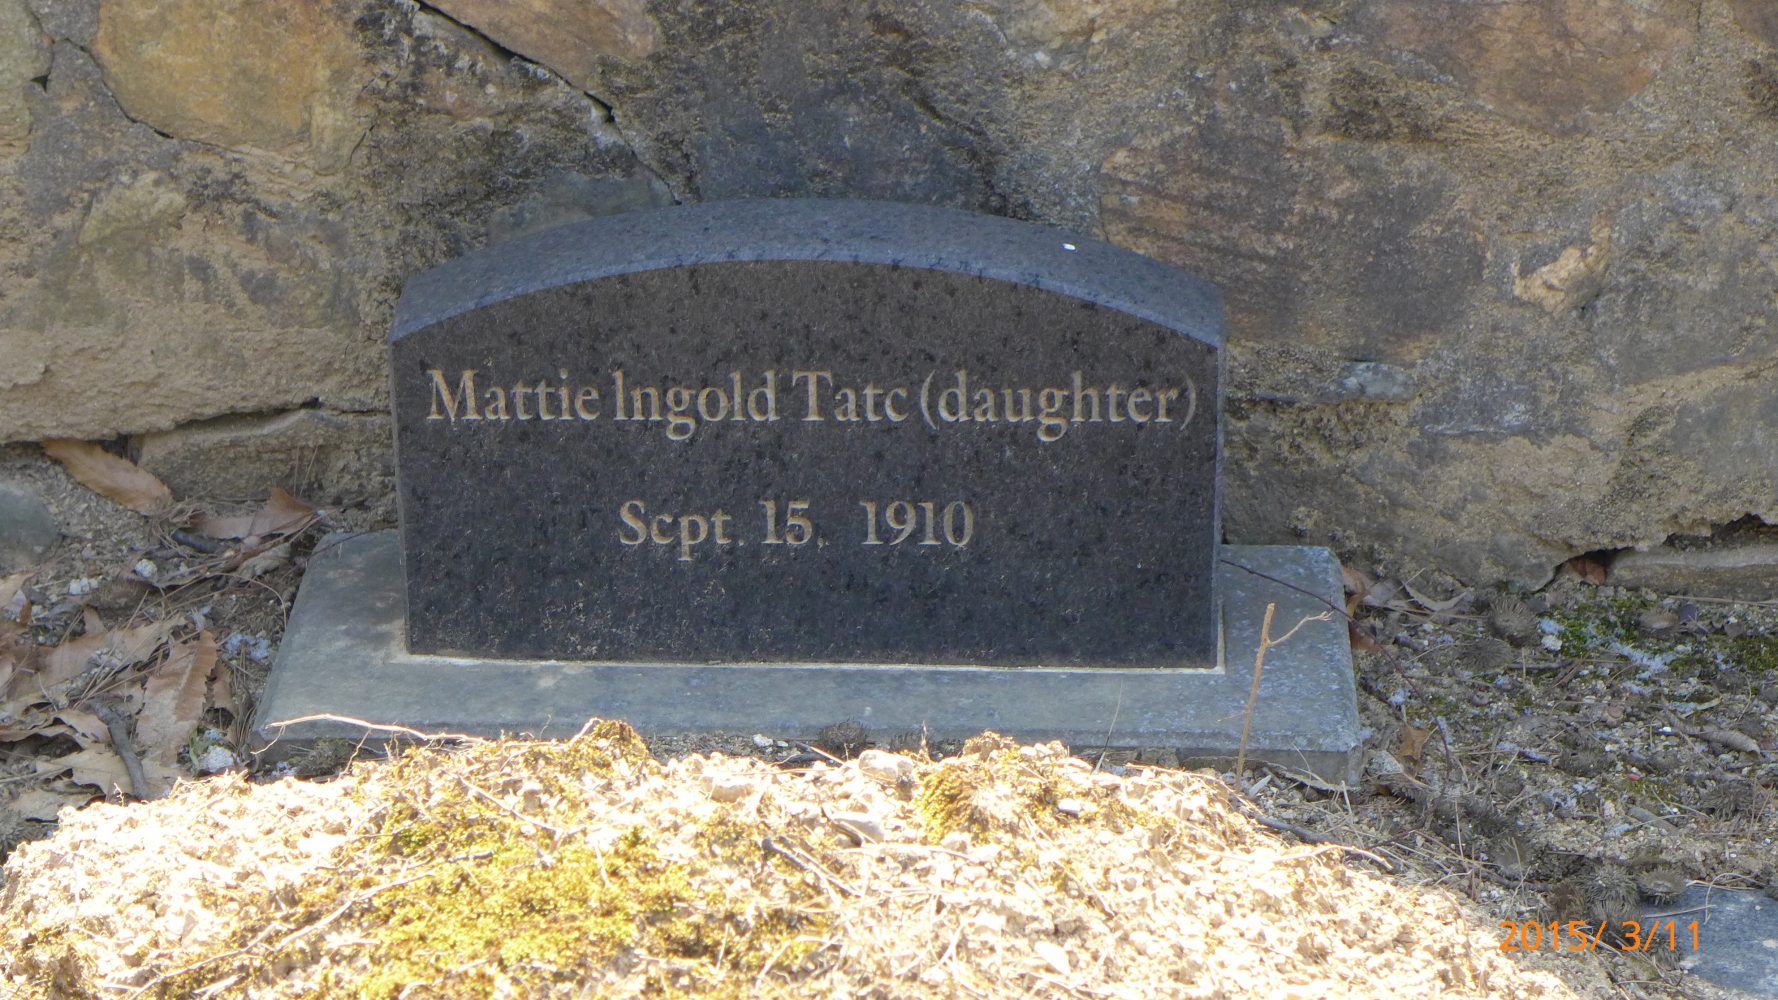 Mattie Ingold Tate (daughter)
Sept. 15, 1910
2015/ 3/11